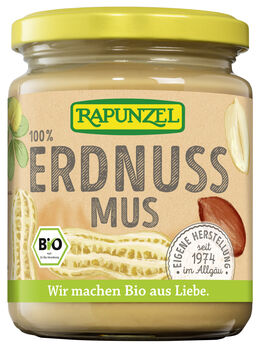 RAPUNZEL
100%
ERDNUSS
MUS
BiO
EIGENE HERSTELLUNG
seit
1974
im Allgäu
Wir machen Bio aus Liebe.